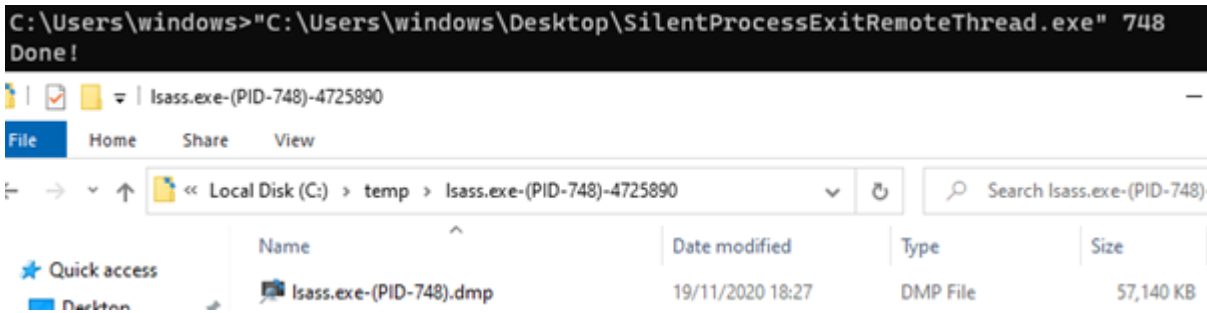 C:\Users\windows>"C:\Users\windows\Desktop\SilentProcessExitRemoteThread.exe" 748
Done!
lsass.exe-(PID-748)-4725890
File Home Share View
« Local Disk (C:) › temp › lsass.exe-(PID-748)-4725890 Search lsass.exe-(PID-748)-
Name Date modified Type Size
Quick access
lsass.exe-(PID-748).dmp 19/11/2020 18:27 DMP File 57,140 KB
Desktop